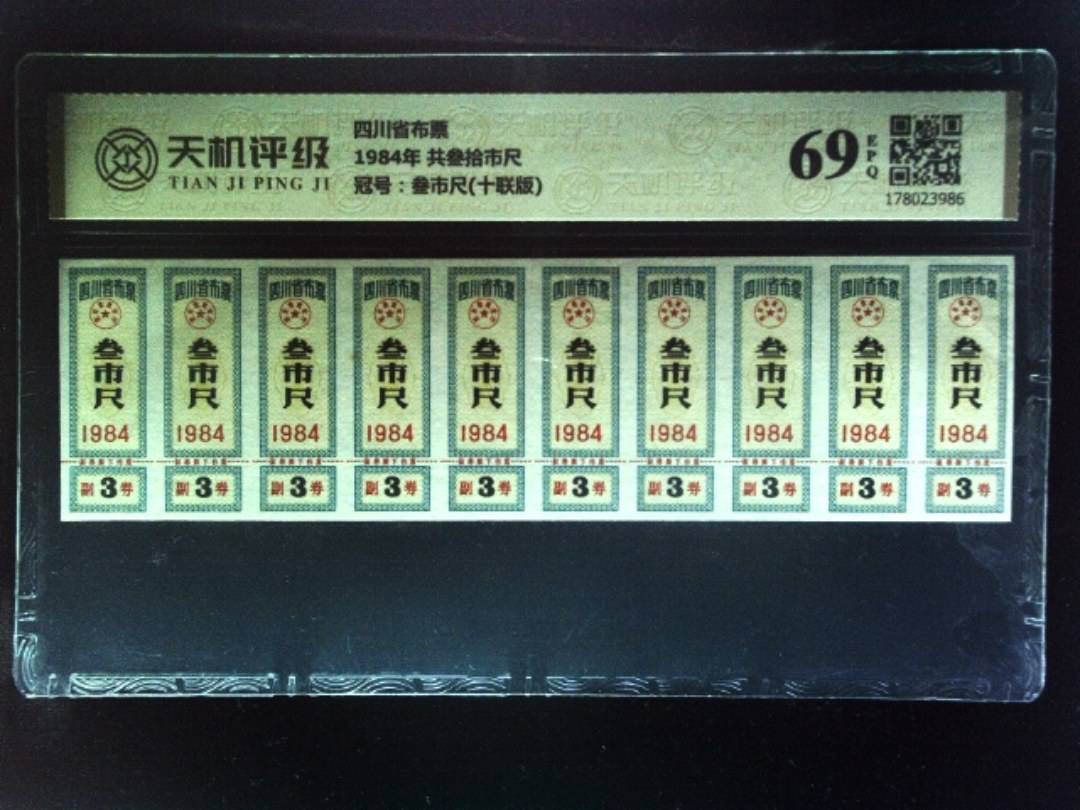 天机评级
TIAN JI PING JI
四川省布票
1984年 共叁拾市尺
冠号：叁市尺(十联版)
69
EPQ
178023986
四川省布票 四川省布票 四川省布票 四川省布票 四川省布票 四川省布票 四川省布票 四川省布票 四川省布票 四川省布票
叁市尺 叁市尺 叁市尺 叁市尺 叁市尺 叁市尺 叁市尺 叁市尺 叁市尺 叁市尺
1984 1984 1984 1984 1984 1984 1984 1984 1984 1984
副3券 副3券 副3券 副3券 副3券 副3券 副3券 副3券 副3券 副3券